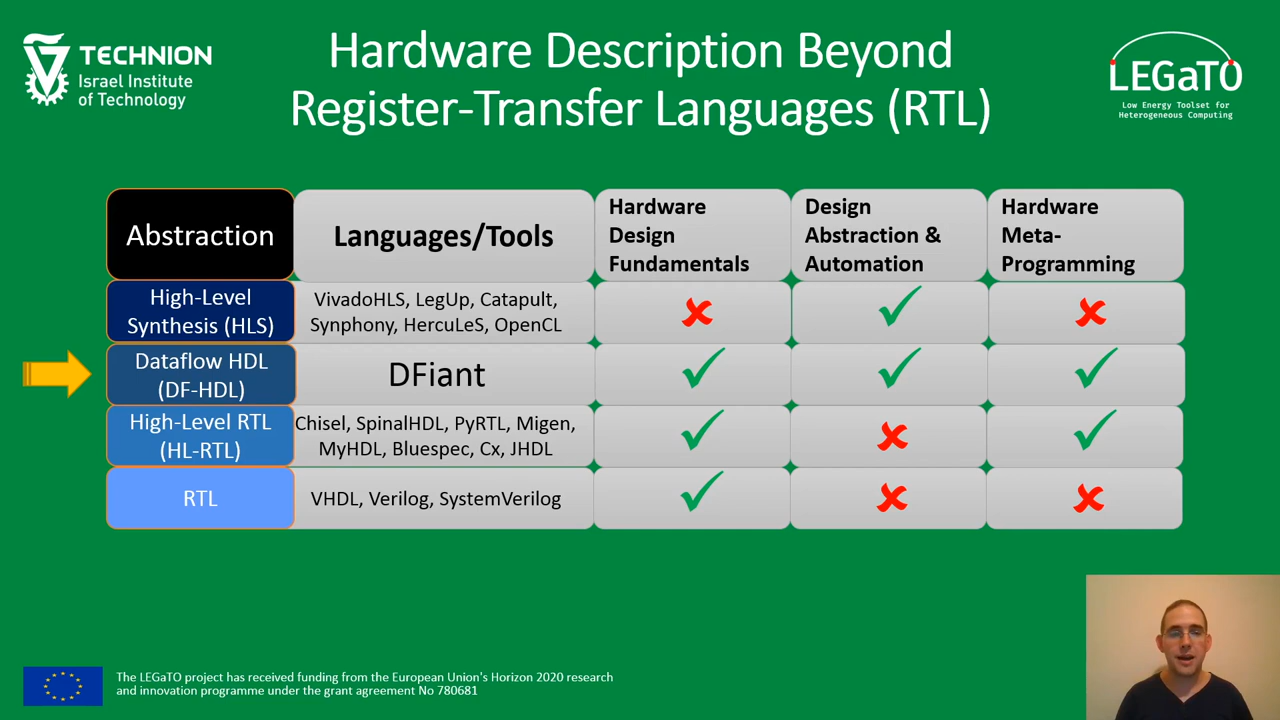 TECHNION
Israel Institute
of Technology
Hardware Description Beyond
Register-Transfer Languages (RTL)
LEGaTO
Low Energy Toolset for
Heterogeneous Computing
Abstraction
Languages/Tools
Hardware
Design
Fundamentals
Design
Abstraction &
Automation
Hardware
Meta-
Programming
High-Level
Synthesis (HLS)
VivadoHLS, LegUp, Catapult,
Synphony, HercuLeS, OpenCL
Dataflow HDL
(DF-HDL)
DFiant
High-Level RTL
(HL-RTL)
Chisel, SpinalHDL, PyRTL, Migen,
MyHDL, Bluespec, Cx, JHDL
RTL
VHDL, Verilog, SystemVerilog
The LEGaTO project has received funding from the European Union's Horizon 2020 research
and innovation programme under the grant agreement No 780681